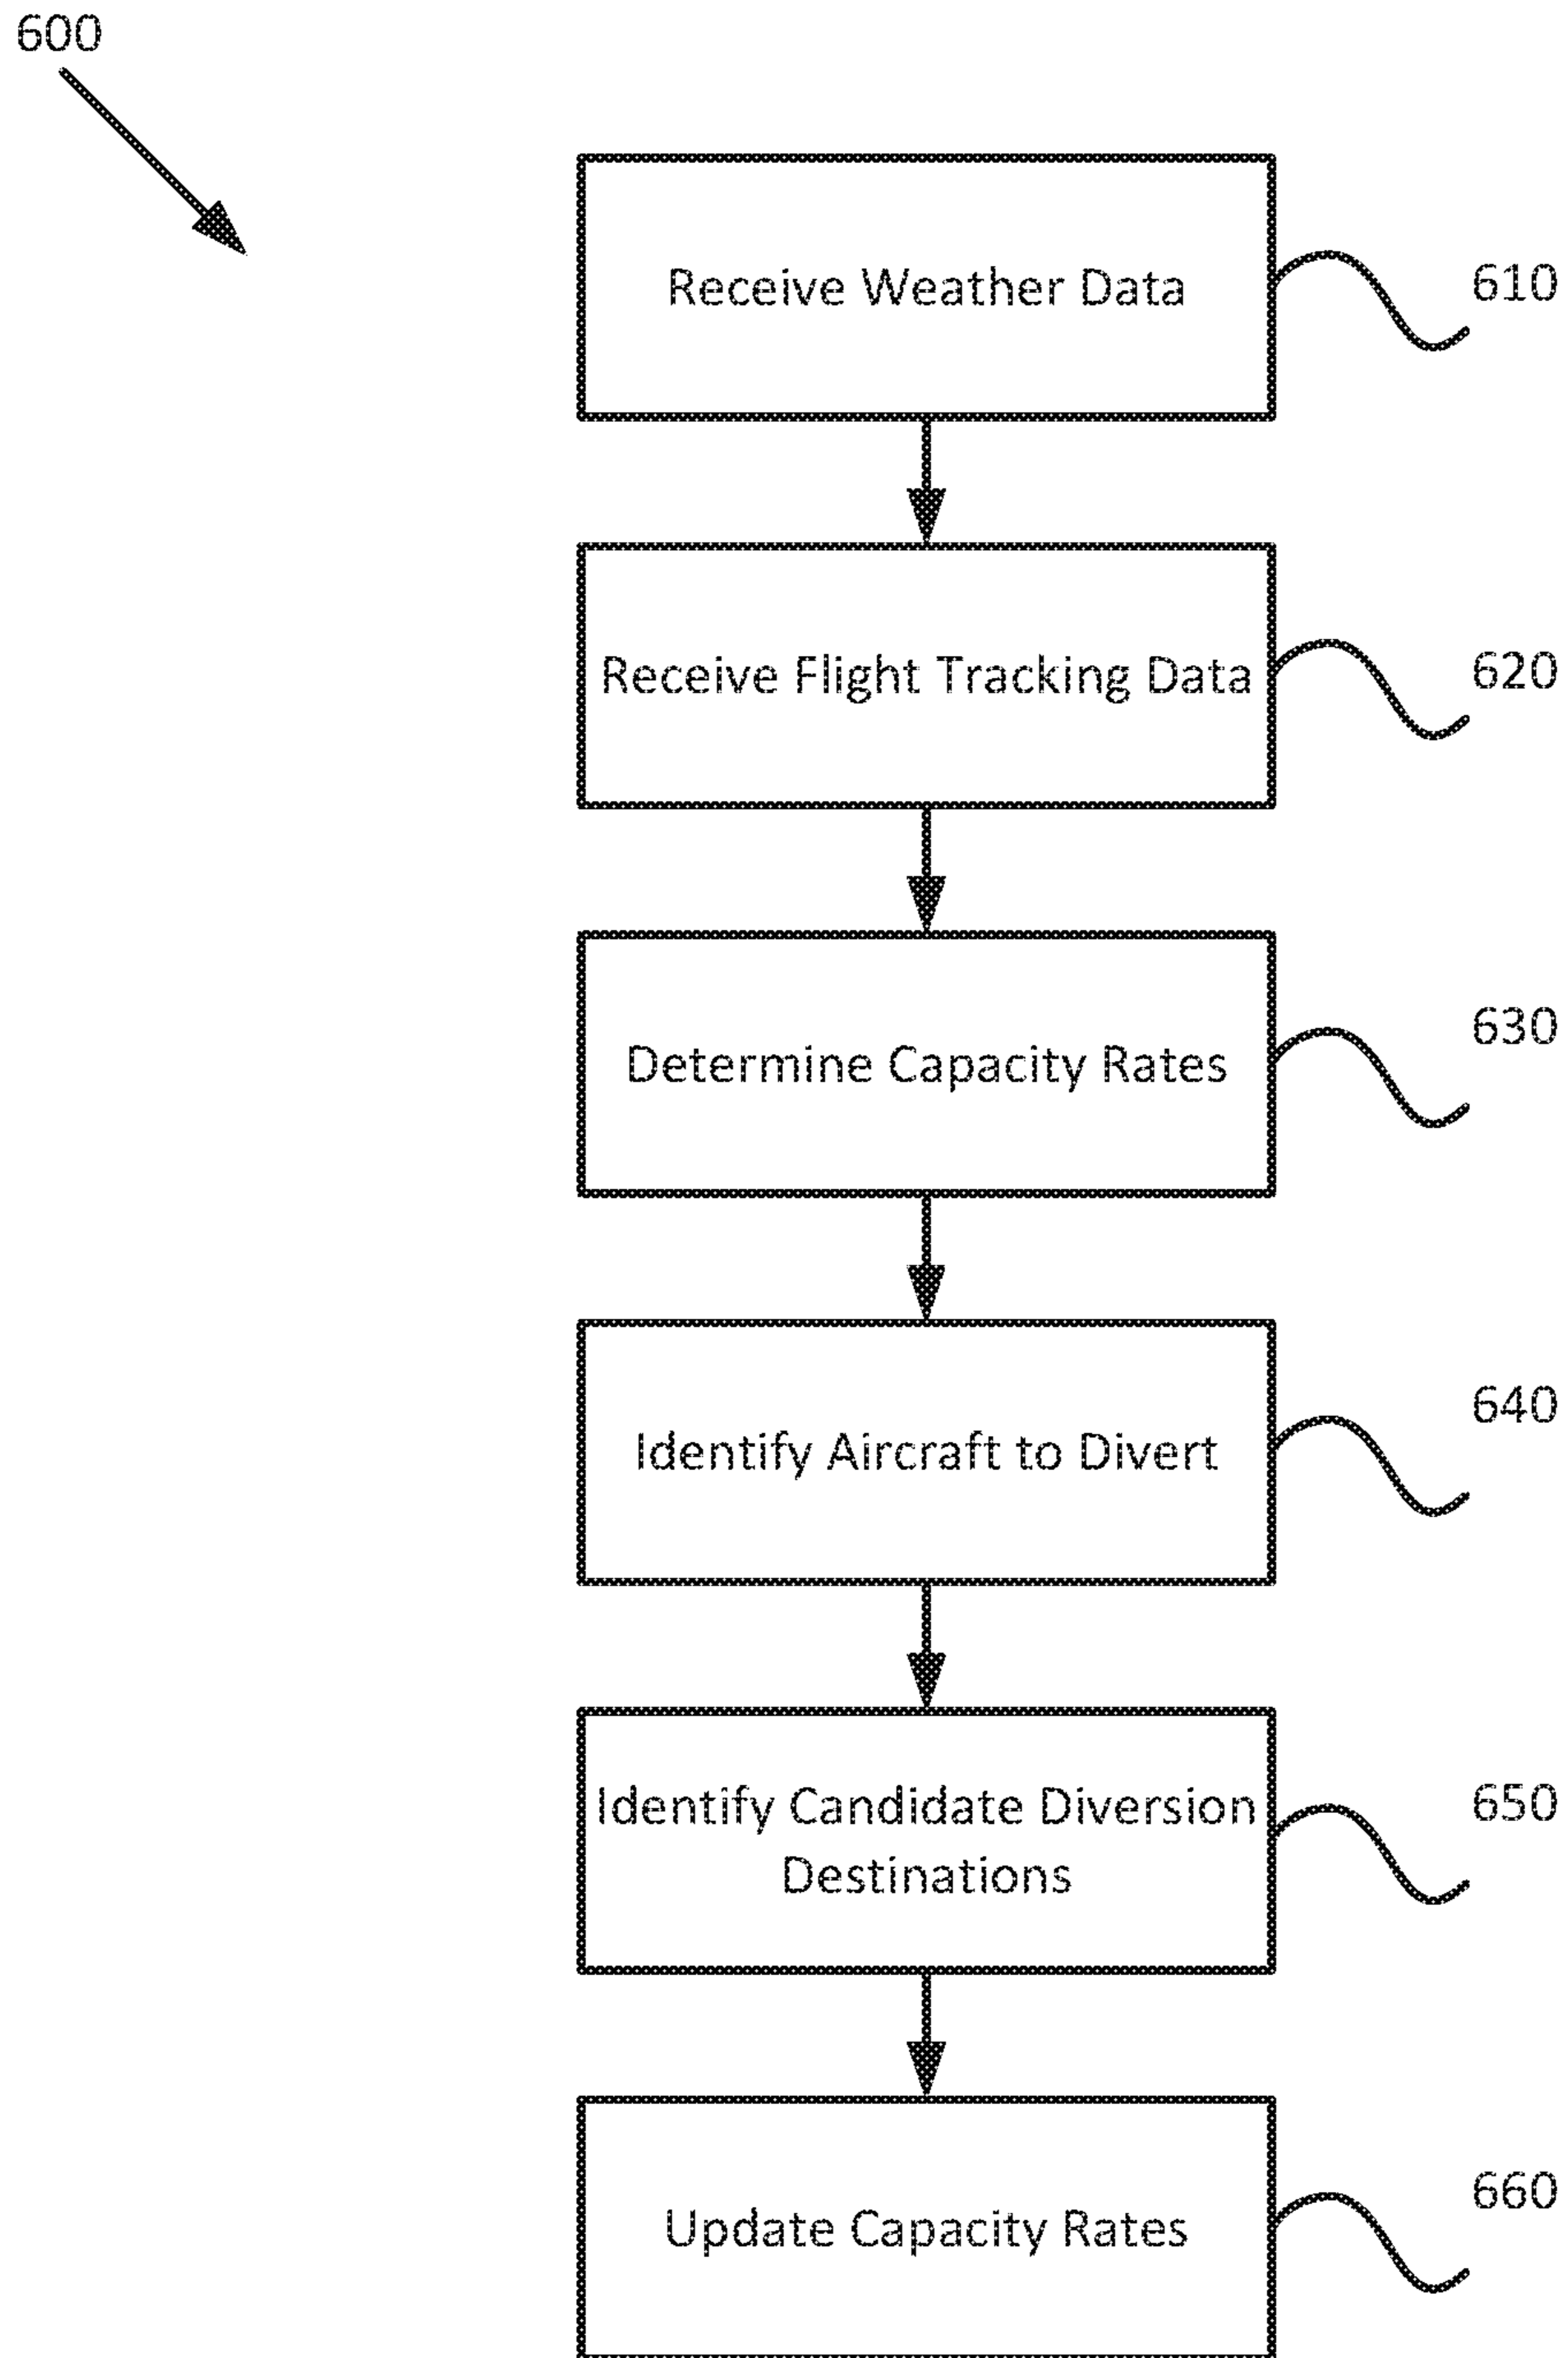 600
Receive Weather Data
610
Receive Flight Tracking Data
620
Determine Capacity Rates
630
Identify Aircraft to Divert
640
Identify Candidate Diversion
Destinations
650
Update Capacity Rates
660